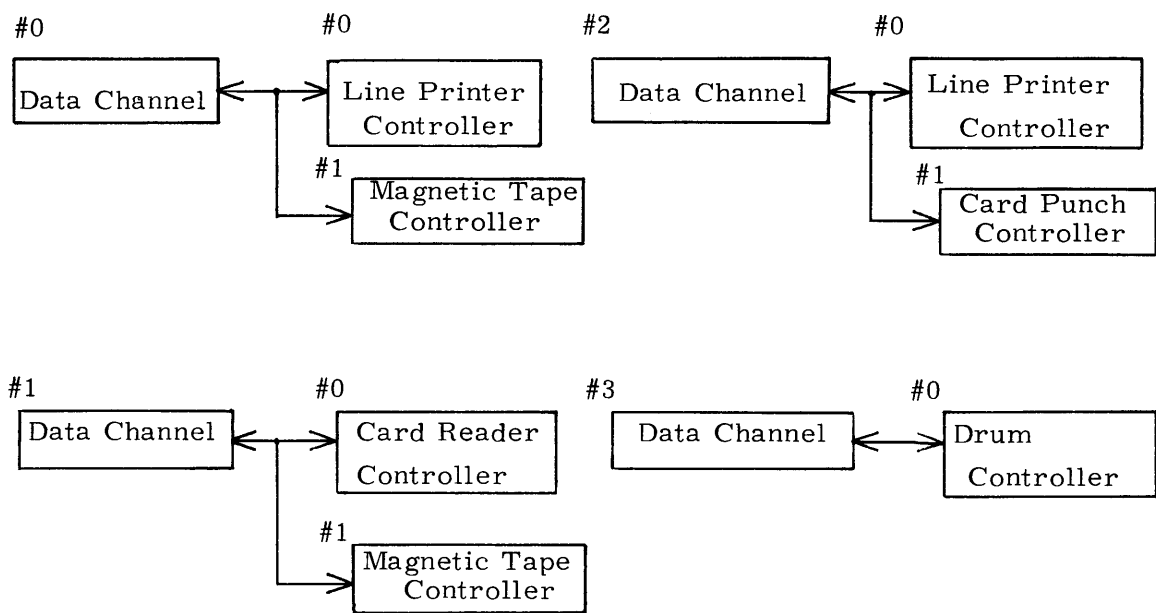 #0
#0
Data Channel
Line Printer
Controller
#1
Magnetic Tape
Controller
#2
#0
Data Channel
Line Printer
Controller
#1
Card Punch
Controller
#1
#0
Data Channel
Card Reader
Controller
#1
Magnetic Tape
Controller
#3
#0
Data Channel
Drum
Controller